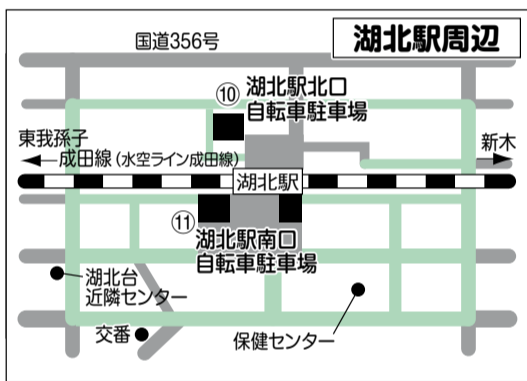 湖北駅周辺
国道356号
⑩
湖北駅北口
自転車駐車場
東我孫子
成田線(水空ライン成田線)
新木
湖北駅
⑪
湖北駅南口
自転車駐車場
湖北台
近隣センター
交番
保健センター